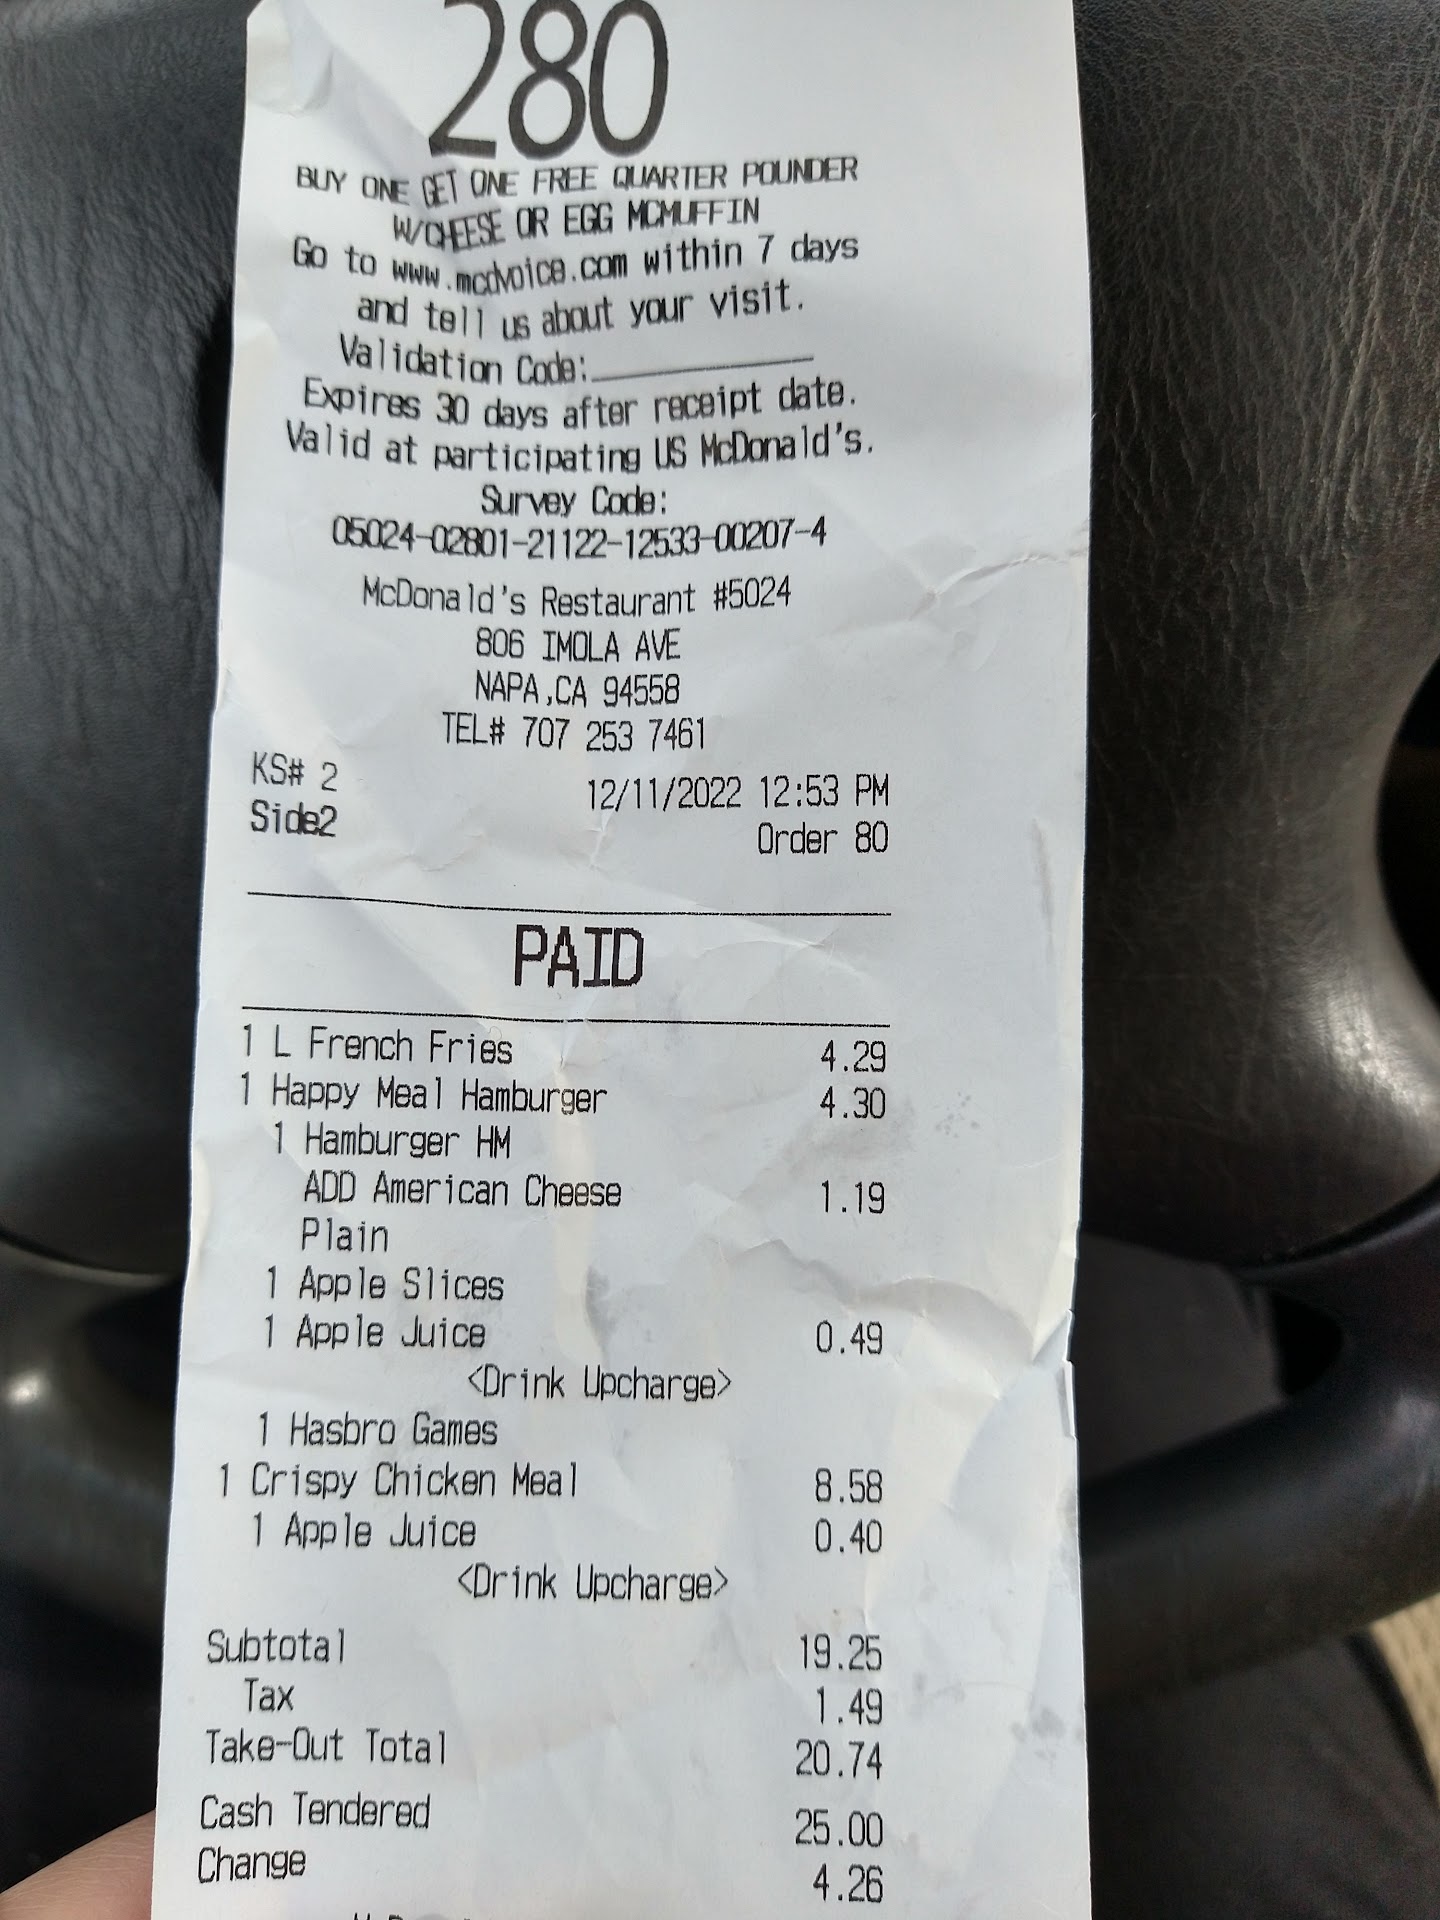 280
BUY ONE GET ONE FREE QUARTER POUNDER
W/CHEESE OR EGG MCMUFFIN
Go to www.mcdvoice.com within 7 days
and tell us about your visit.
Validation Code:____________
Expires 30 days after receipt date.
Valid at participating US McDonald's.
Survey Code:
05024-02801-21122-12533-00207-4
McDonald's Restaurant #5024
806 IMOLA AVE
NAPA,CA 94558
TEL# 707 253 7461
KS# 2 12/11/2022 12:53 PM
Side2 Order 80
PAID
1 L French Fries 4.29
1 Happy Meal Hamburger 4.30
1 Hamburger HM
ADD American Cheese 1.19
Plain
1 Apple Slices
1 Apple Juice 0.49
<Drink Upcharge>
1 Hasbro Games
1 Crispy Chicken Meal 8.58
1 Apple Juice 0.40
<Drink Upcharge>
Subtotal 19.25
Tax 1.49
Take-Out Total 20.74
Cash Tendered 25.00
Change 4.26